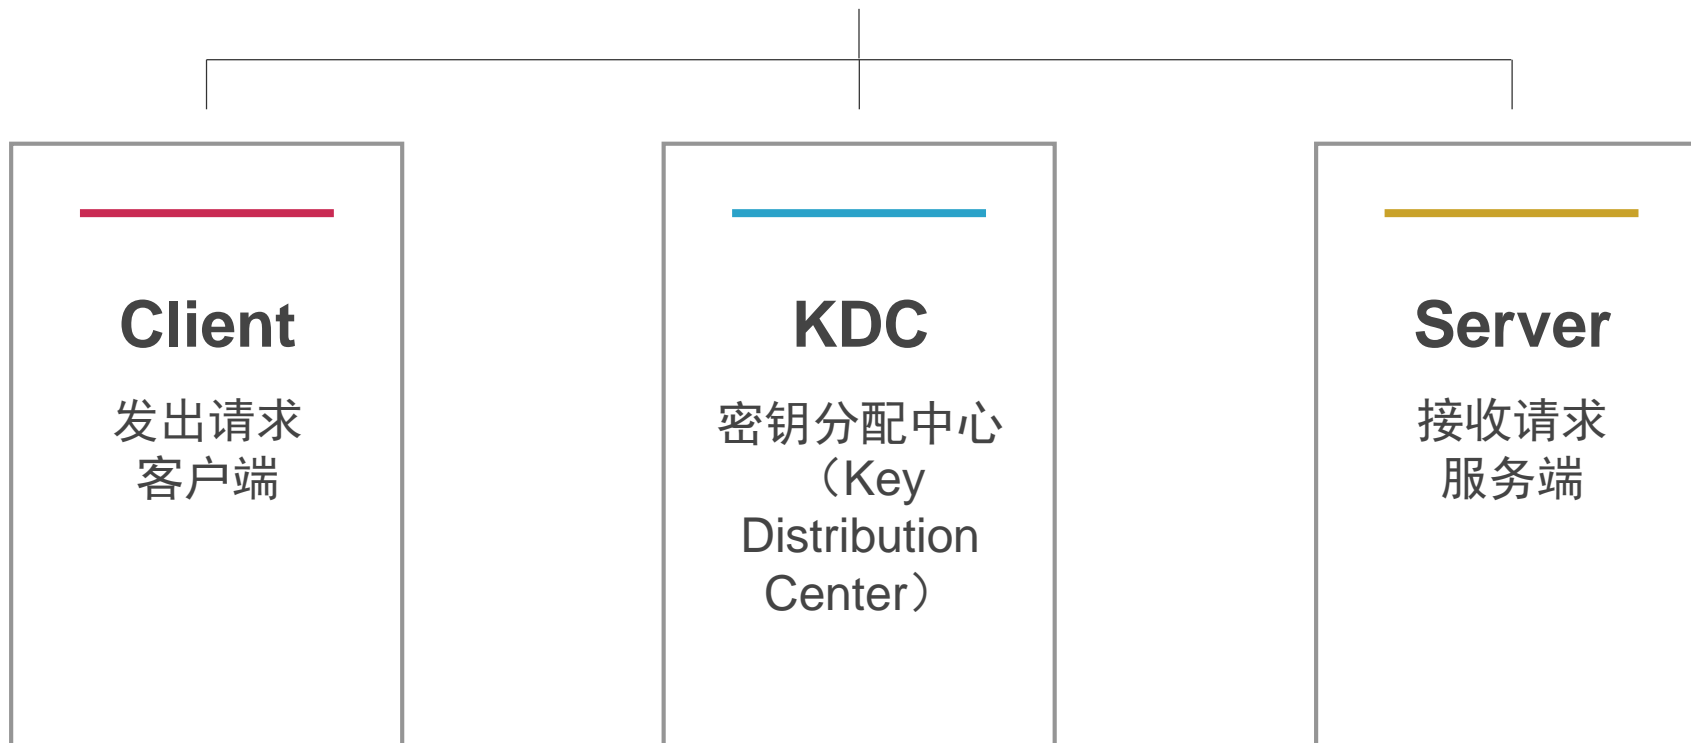 Client
发出请求
客户端
KDC
密钥分配中心
（Key
Distribution
Center）
Server
接收请求
服务端